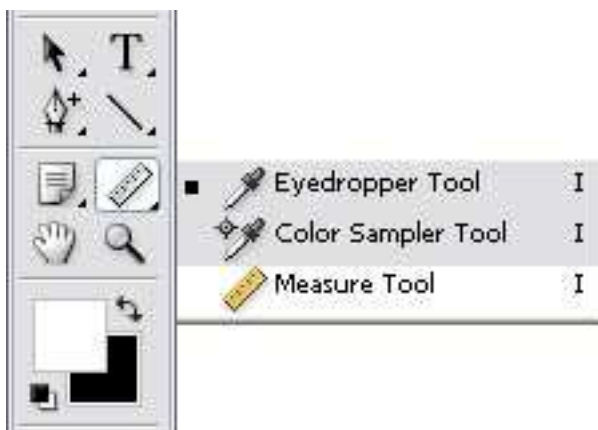 T
Eyedropper Tool I
Color Sampler Tool I
Measure Tool I